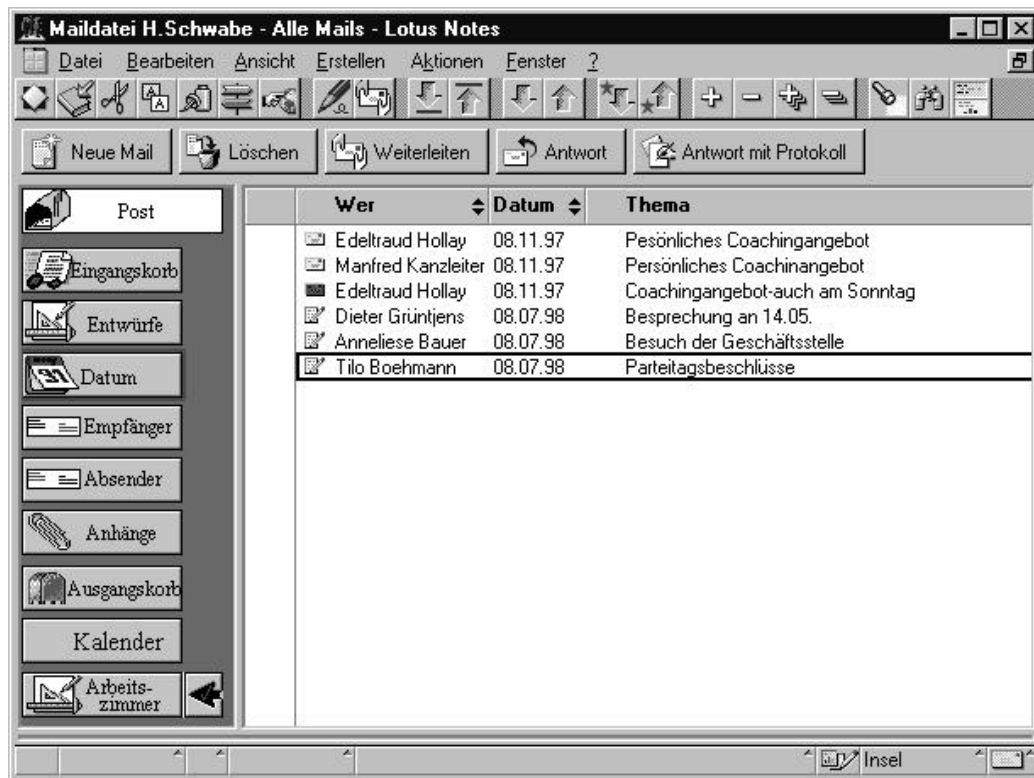 Maildatei H.Schwabe - Alle Mails - Lotus Notes
Datei Bearbeiten Ansicht Erstellen Aktionen Fenster ?
Neue Mail Löschen Weiterleiten Antwort Antwort mit Protokoll
Post
Eingangskorb
Entwürfe
Datum
Empfänger
Absender
Anhänge
Ausgangskorb
Kalender
Arbeits-
zimmer
Wer Datum Thema
Edeltraud Hollay 08.11.97 Pesönliches Coachingangebot
Manfred Kanzleiter 08.11.97 Persönliches Coachinangebot
Edeltraud Hollay 08.11.97 Coachingangebot-auch am Sonntag
Dieter Grüntjens 08.07.98 Besprechung an 14.05.
Anneliese Bauer 08.07.98 Besuch der Geschäftsstelle
Tilo Boehmann 08.07.98 Parteitagsbeschlüsse
Insel